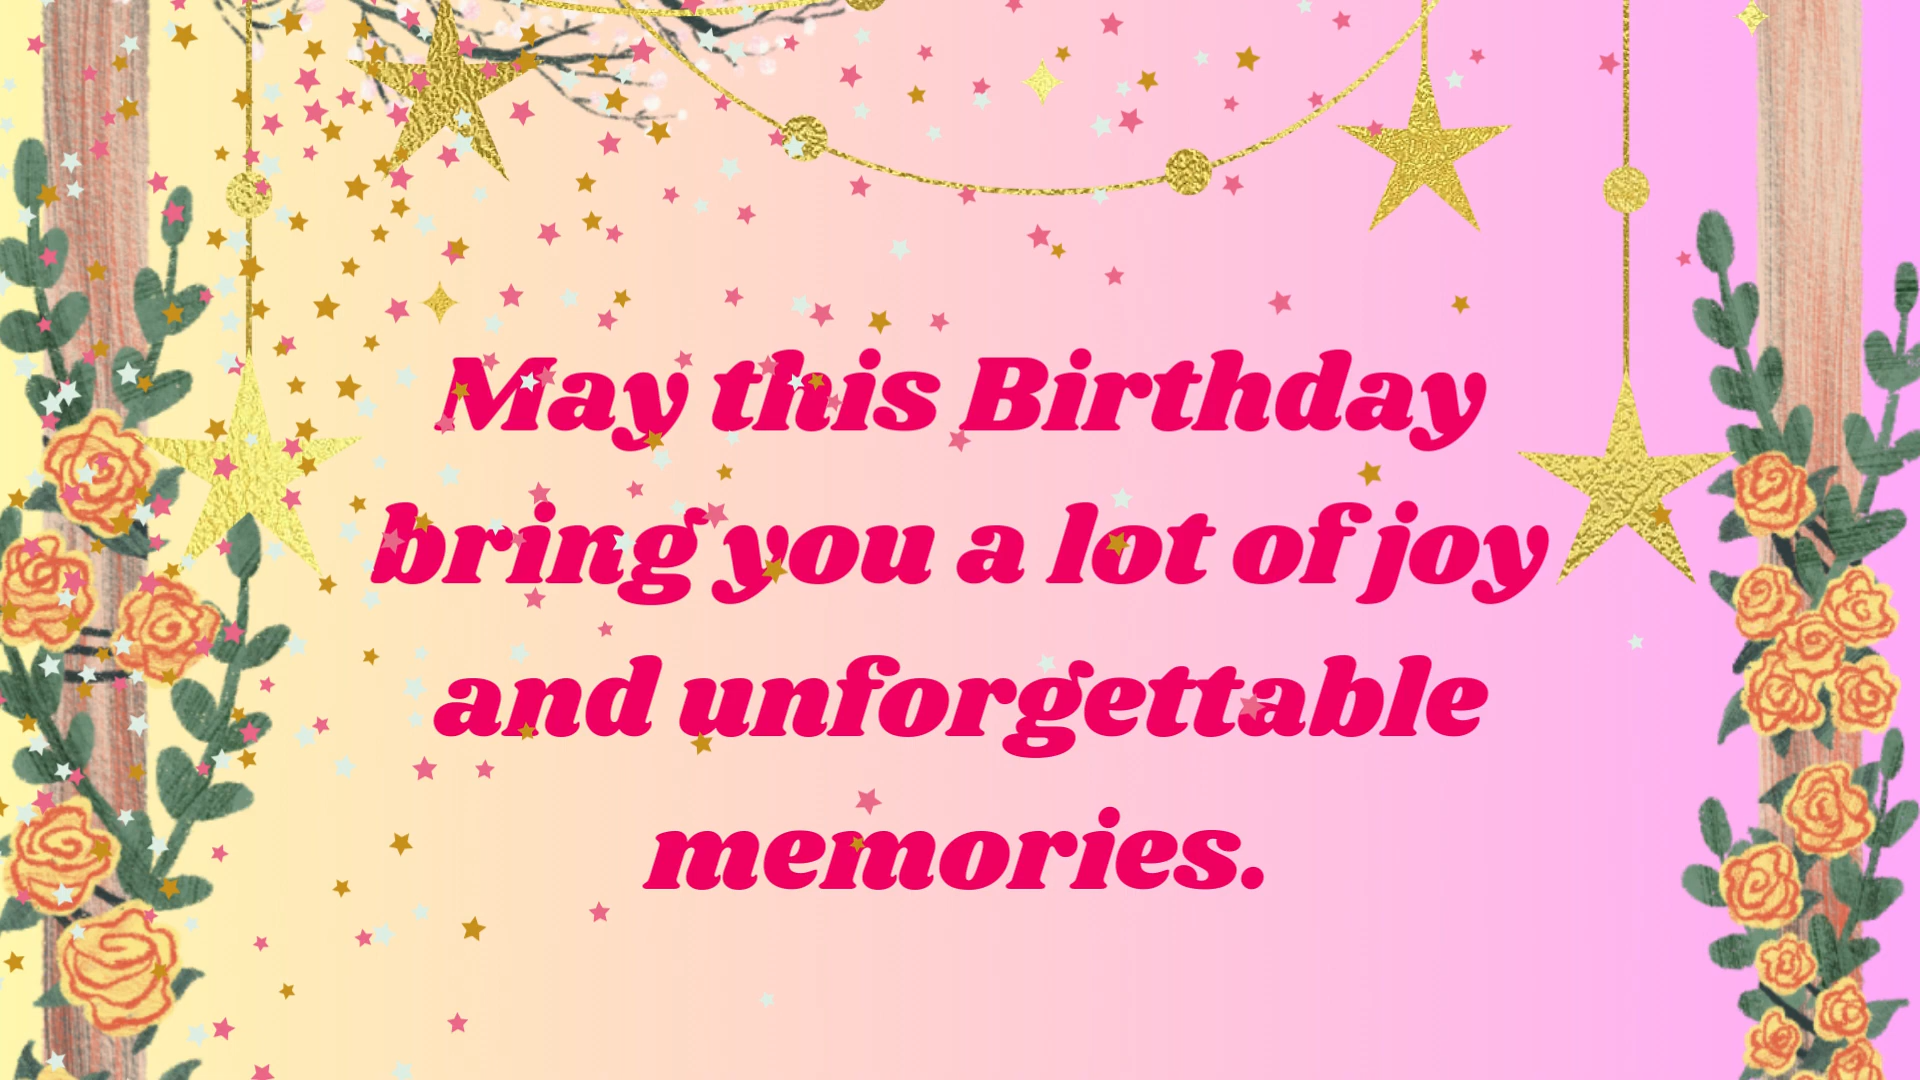 May this Birthday
bring you a lot of joy
and unforgettable
memories.